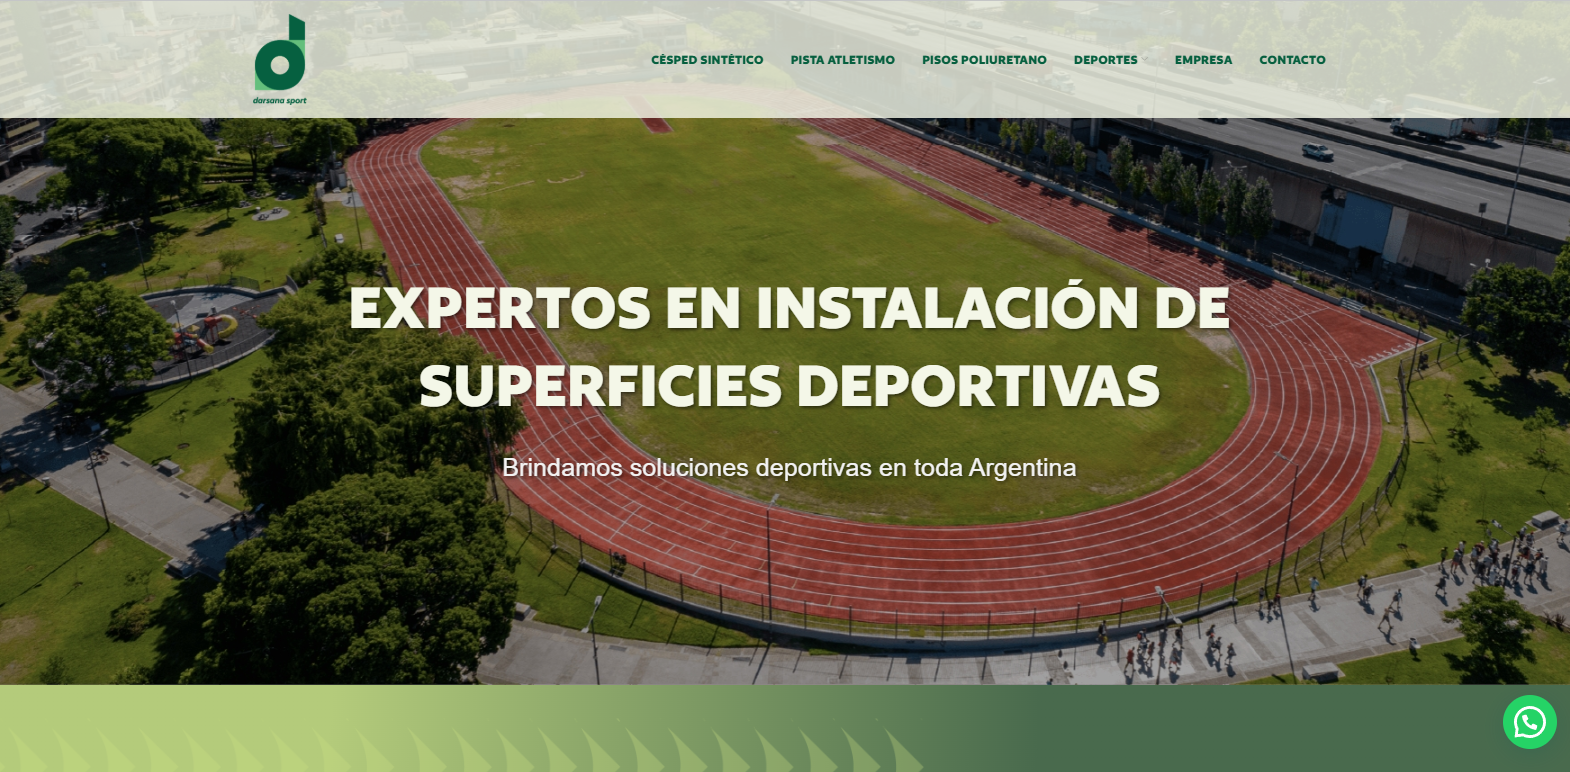 darsana sport
CÉSPED SINTÉTICO PISTA ATLETISMO PISOS POLIURETANO DEPORTES EMPRESA CONTACTO
EXPERTOS EN INSTALACIÓN DE
SUPERFICIES DEPORTIVAS
Brindamos soluciones deportivas en toda Argentina